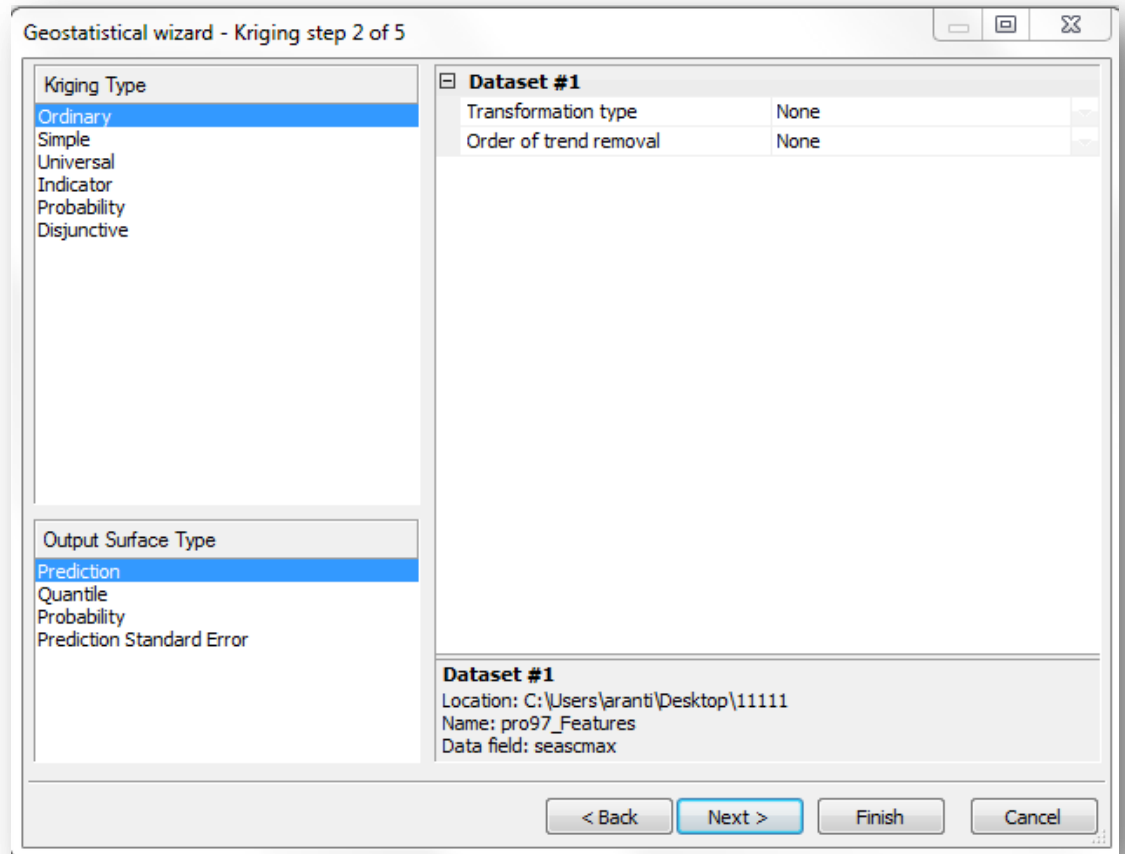 Geostatistical wizard - Kriging step 2 of 5
Kriging Type
Ordinary
Simple
Universal
Indicator
Probability
Disjunctive
Output Surface Type
Prediction
Quantile
Probability
Prediction Standard Error
Dataset #1
Transformation type None
Order of trend removal None
Dataset #1
Location: C:\Users\aranti\Desktop\11111
Name: pro97_Features
Data field: seascmax
< Back Next > Finish Cancel